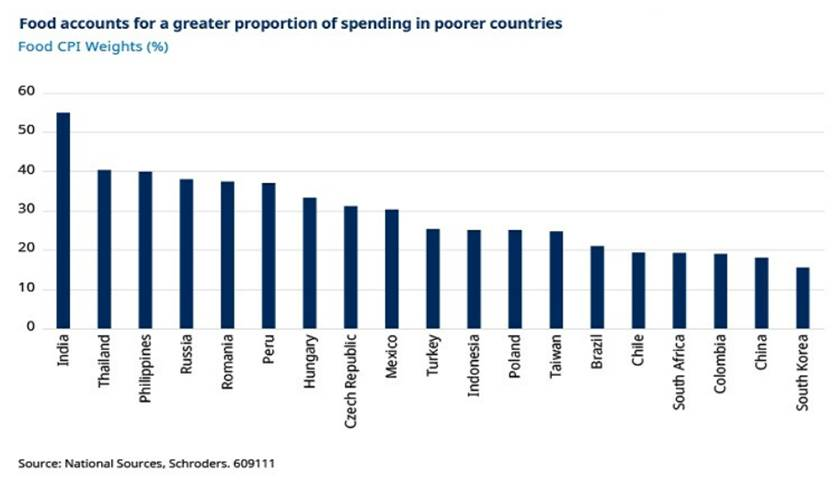 Food accounts for a greater proportion of spending in poorer countries
Food CPI Weights (%)
60
50
40
30
20
10
0
India
Thailand
Philippines
Russia
Romania
Peru
Hungary
Czech Republic
Mexico
Turkey
Indonesia
Poland
Taiwan
Brazil
Chile
South Africa
Colombia
China
South Korea
Source: National Sources, Schroders. 609111